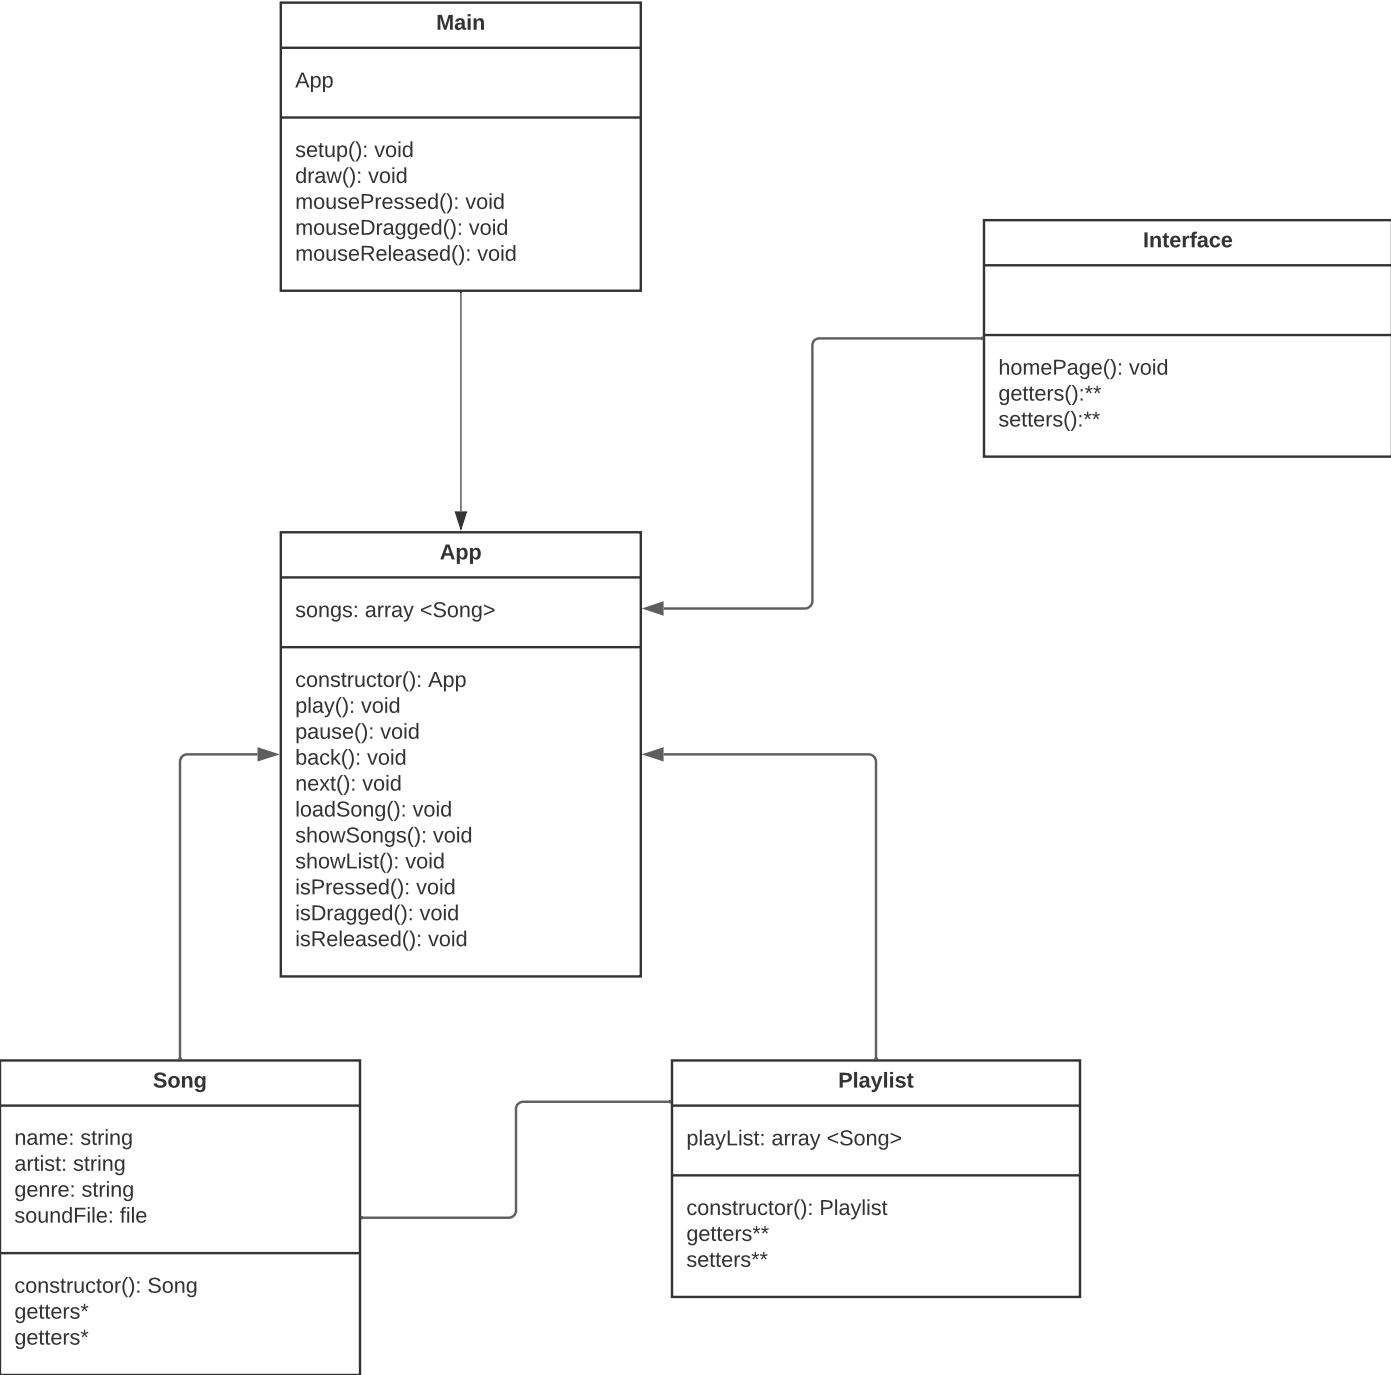 Main
App
setup(): void
draw(): void
mousePressed(): void
mouseDragged(): void
mouseReleased(): void
Interface
homePage(): void
getters():**
setters():**
App
songs: array <Song>
constructor(): App
play(): void
pause(): void
back(): void
next(): void
loadSong(): void
showSongs(): void
showList(): void
isPressed(): void
isDragged(): void
isReleased(): void
Song
name: string
artist: string
genre: string
soundFile: file
constructor(): Song
getters*
getters*
Playlist
playList: array <Song>
constructor(): Playlist
getters**
setters**